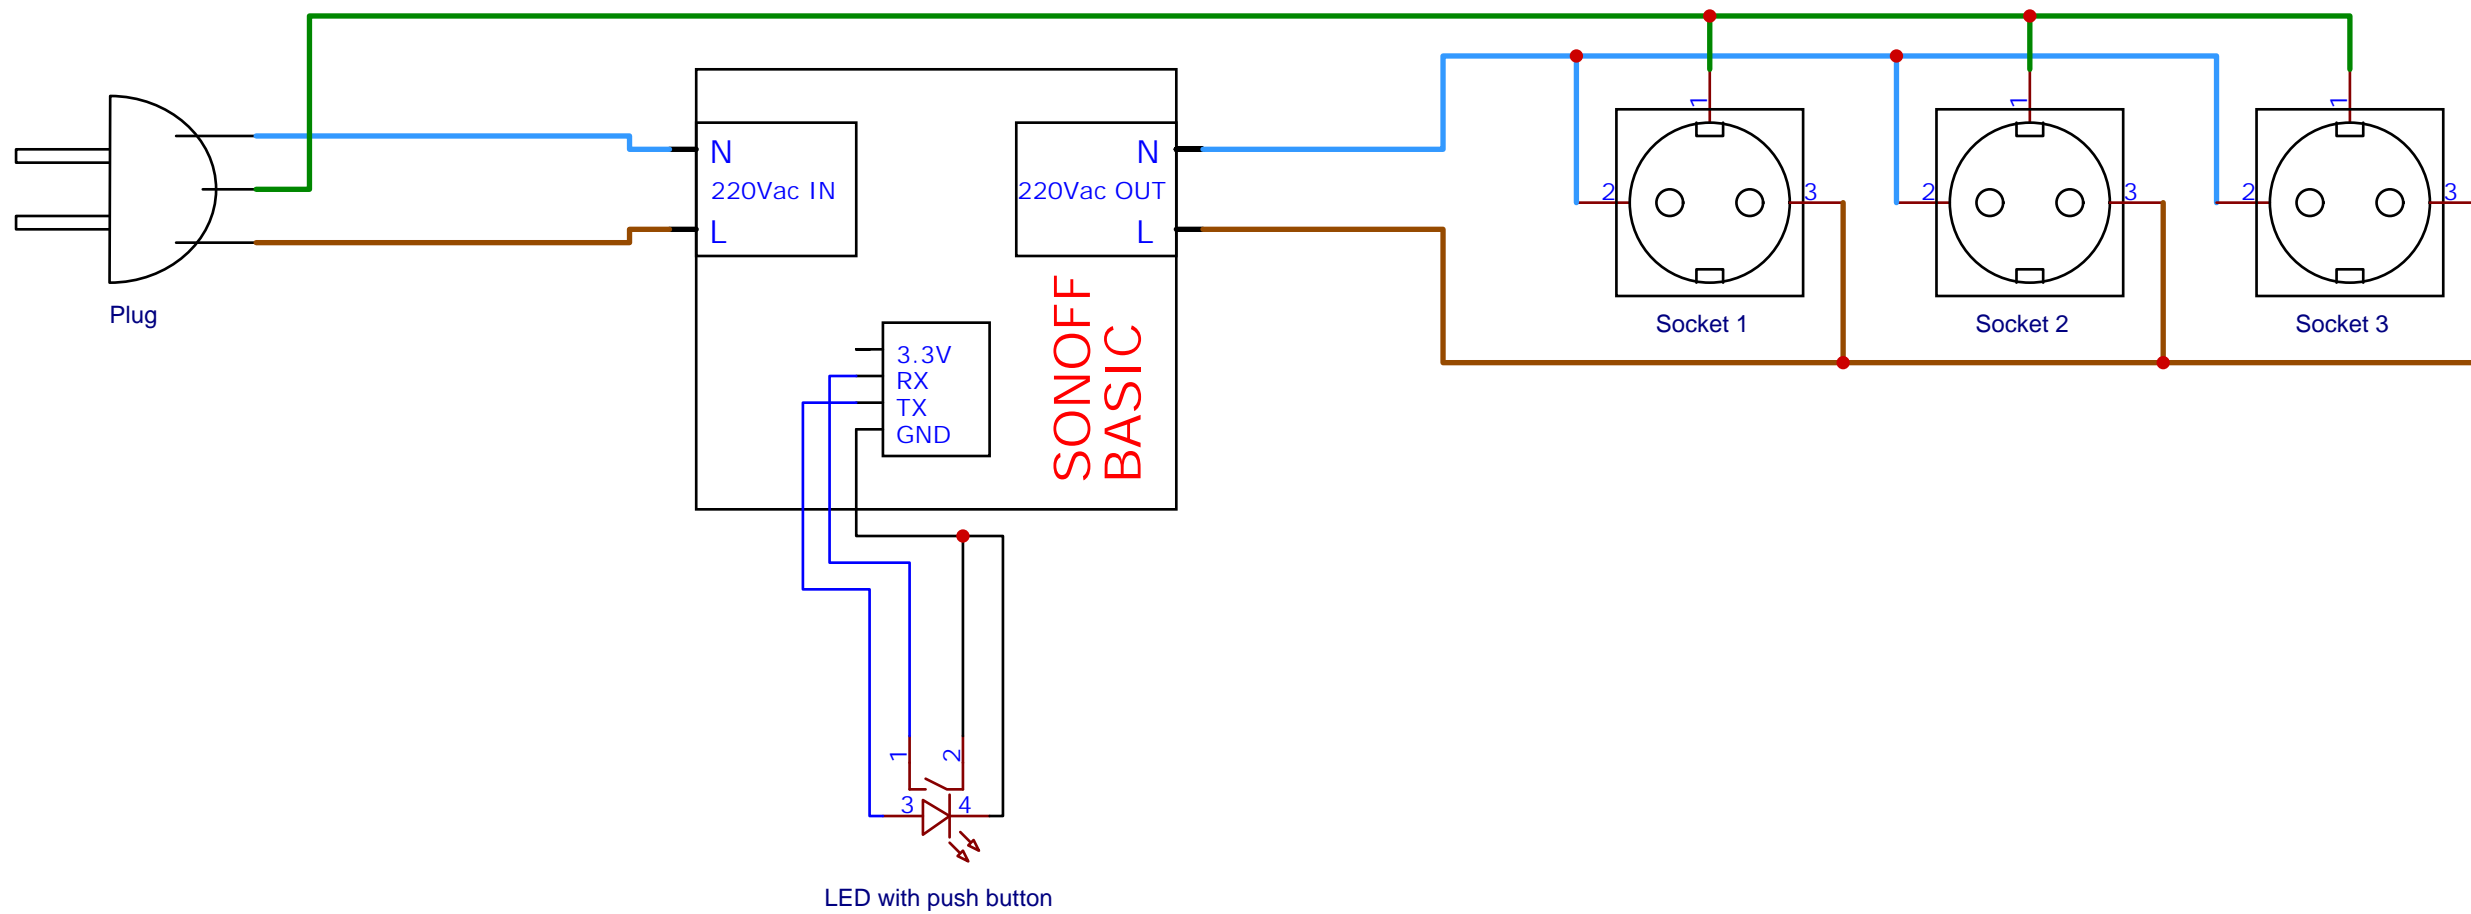 Plug
N
220Vac IN
L
N
220Vac OUT
L
3.3V
RX
TX
GND
SONOFF
BASIC
1
2
3
Socket 1
1
2
3
Socket 2
1
2
3
Socket 3
1
2
3
4
LED with push button